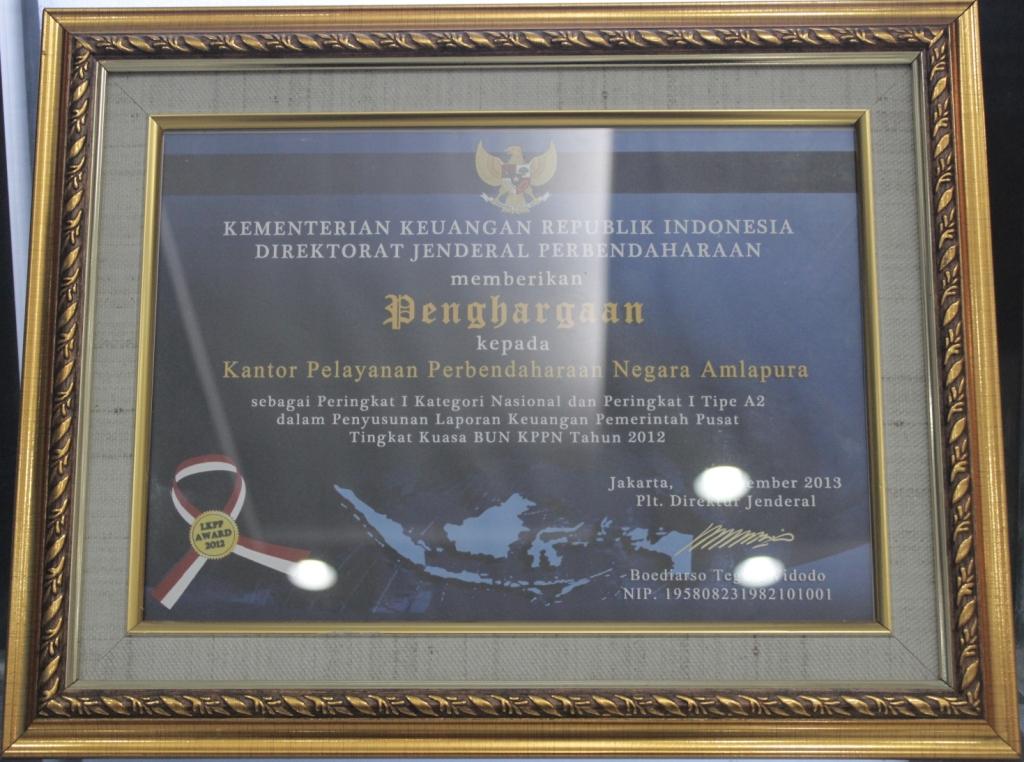 KEMENTERIAN KEUANGAN REPUBLIK INDONESIA
DIREKTORAT JENDERAL PERBENDAHARAAN
memberikan
Penghargaan
kepada
Kantor Pelayanan Perbendaharaan Negara Amlapura
sebagai Peringkat I Kategori Nasional dan Peringkat I Tipe A2
dalam Penyusunan Laporan Keuangan Pemerintah Pusat
Tingkat Kuasa BUN KPPN Tahun 2012
Jakarta, 2013
Plt. Direktur Jenderal
Boediarso
NIP. 195808231982101001
LKPP
AWARD
2012